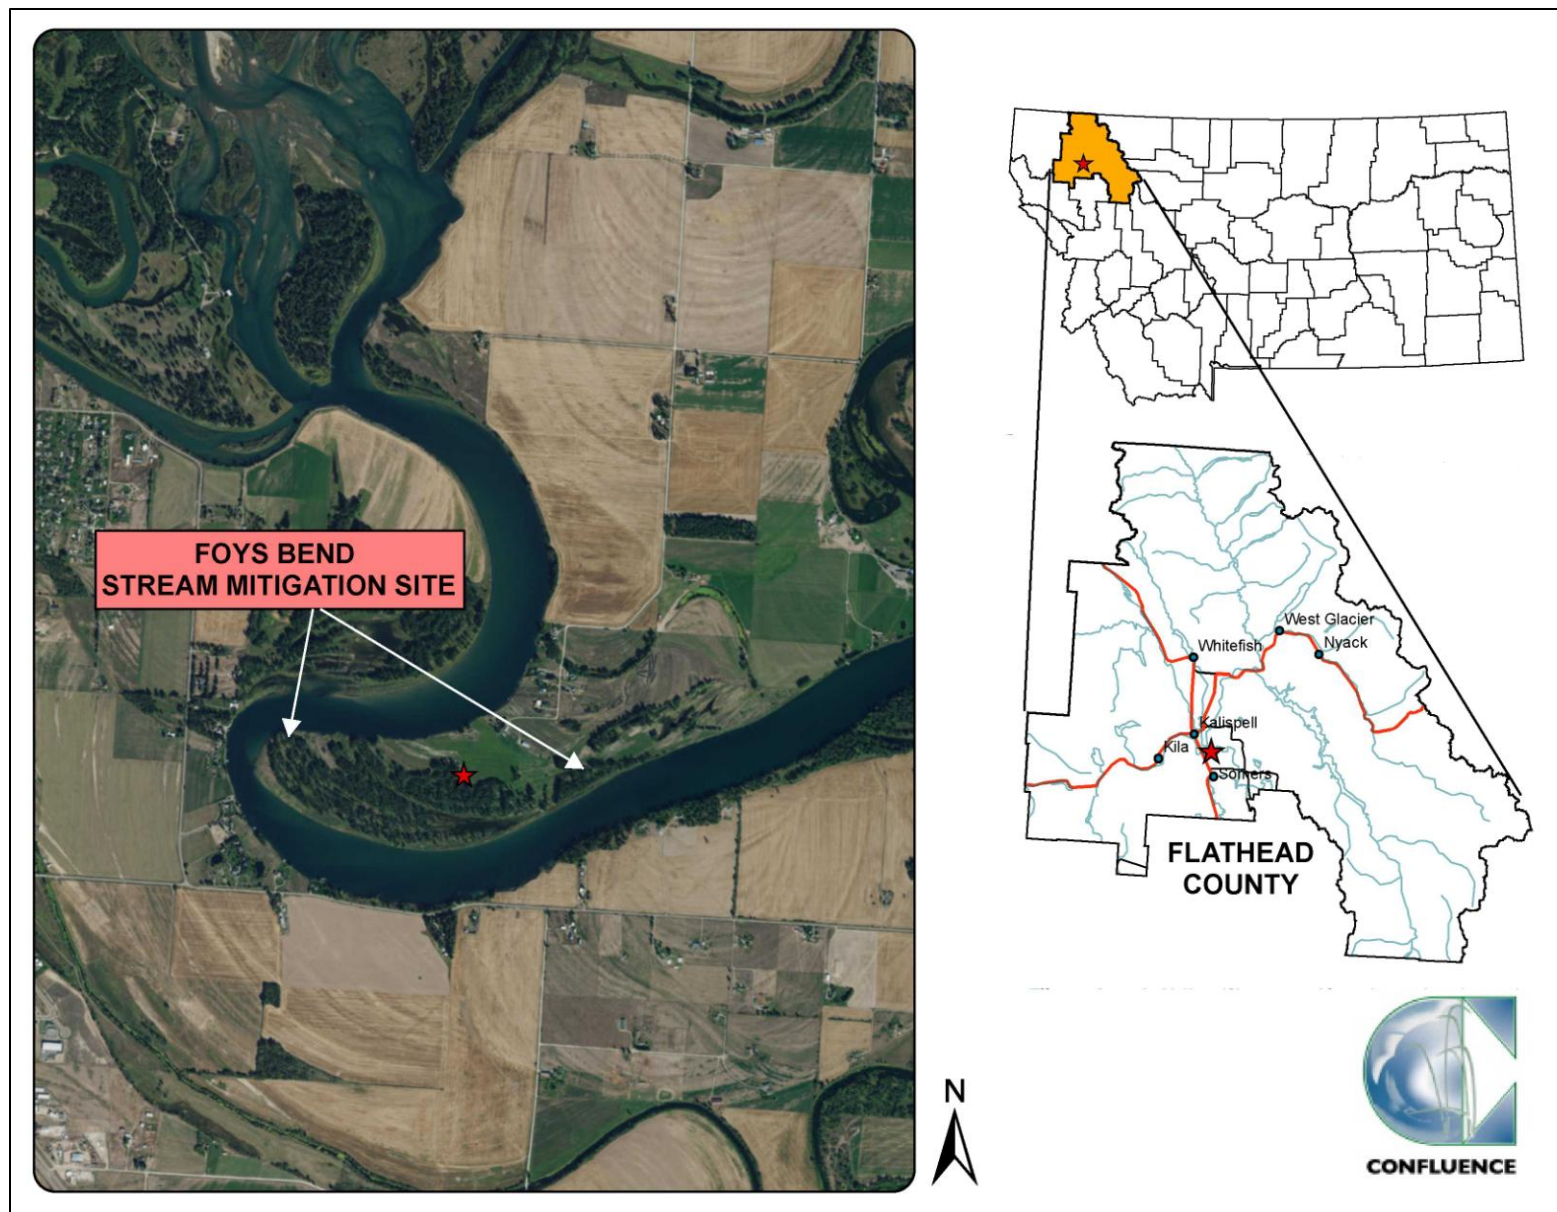 FOYS BEND
STREAM MITIGATION SITE
West Glacier
Nyack
Whitefish
Kalispell
Kila
Somers
FLATHEAD
COUNTY
N
CONFLUENCE